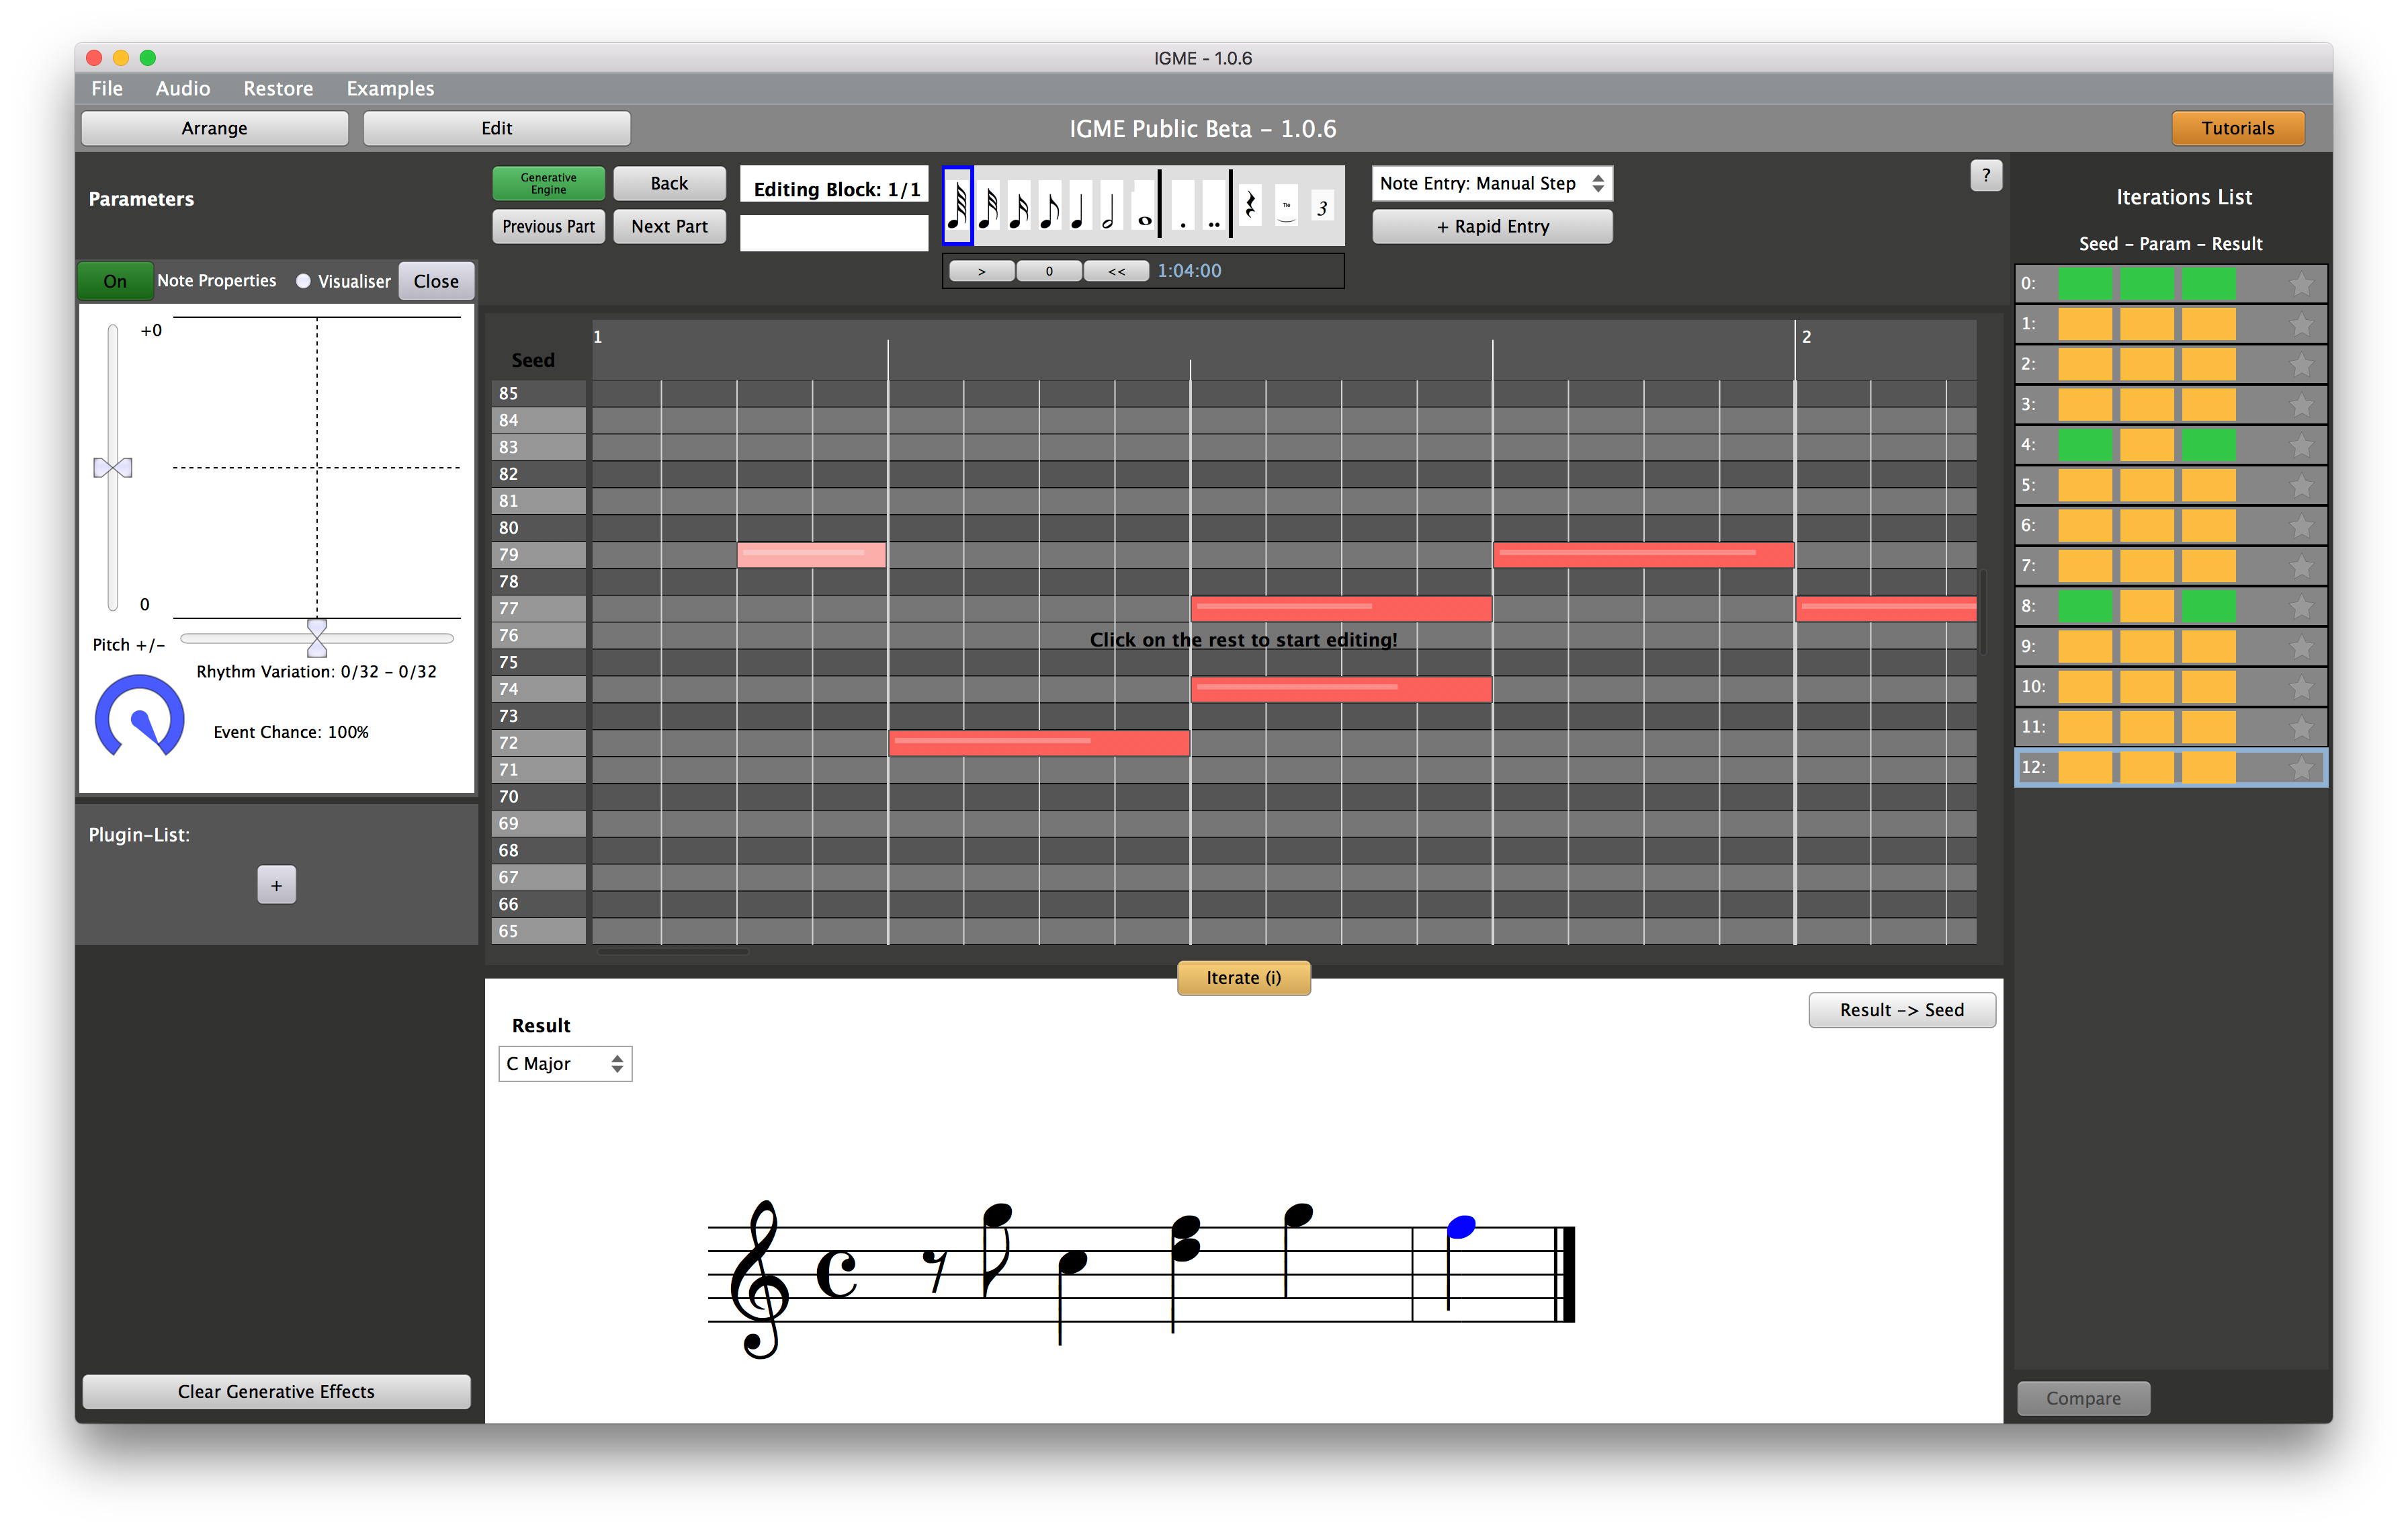 IGME - 1.0.6
File Audio Restore Examples
Arrange Edit IGME Public Beta - 1.0.6 Tutorials
Parameters
Generative Engine Back Editing Block: 1/1 Note Entry: Manual Step ?
Previous Part Next Part + Rapid Entry
Tie
3
> 0 << 1:04:00
Iterations List
Seed - Param - Result
On Note Properties Visualiser Close
+0
0
Pitch +/-
Rhythm Variation: 0/32 - 0/32
Event Chance: 100%
Plugin-List:
+
Clear Generative Effects
1 2
Seed
85
84
83
82
81
80
79
78
77
76
75
74
73
72
71
70
69
68
67
66
65
Click on the rest to start editing!
Iterate (i)
Result
Result -> Seed
C Major
0:
1:
2:
3:
4:
5:
6:
7:
8:
9:
10:
11:
12:
Compare